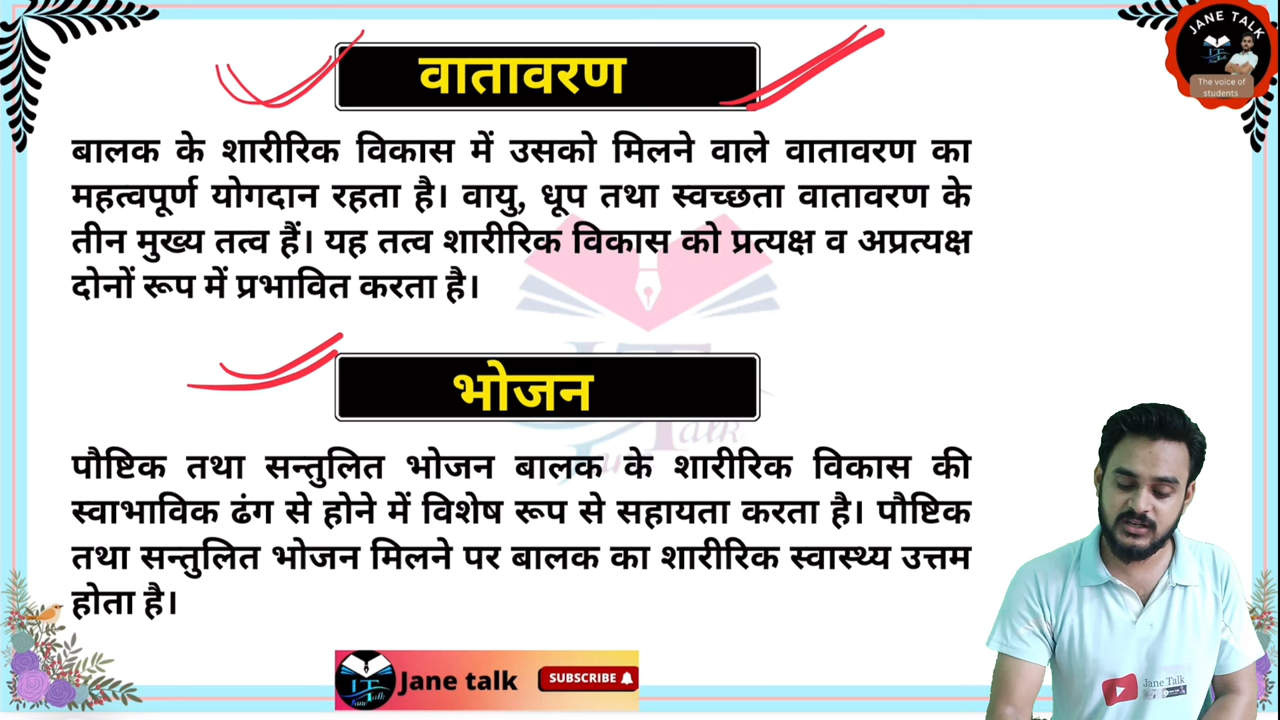 JANE TALK
The voice of
students
वातावरण
बालक के शारीरिक विकास में उसको मिलने वाले वातावरण का
महत्वपूर्ण योगदान रहता है। वायु, धूप तथा स्वच्छता वातावरण के
तीन मुख्य तत्व हैं। यह तत्व शारीरिक विकास को प्रत्यक्ष व अप्रत्यक्ष
दोनों रूप में प्रभावित करता है।
भोजन
पौष्टिक तथा सन्तुलित भोजन बालक के शारीरिक विकास की
स्वाभाविक ढंग से होने में विशेष रूप से सहायता करता है। पौष्टिक
तथा सन्तुलित भोजन मिलने पर बालक का शारीरिक स्वास्थ्य उत्तम
होता है।
Jane talk
SUBSCRIBE
Jane Talk